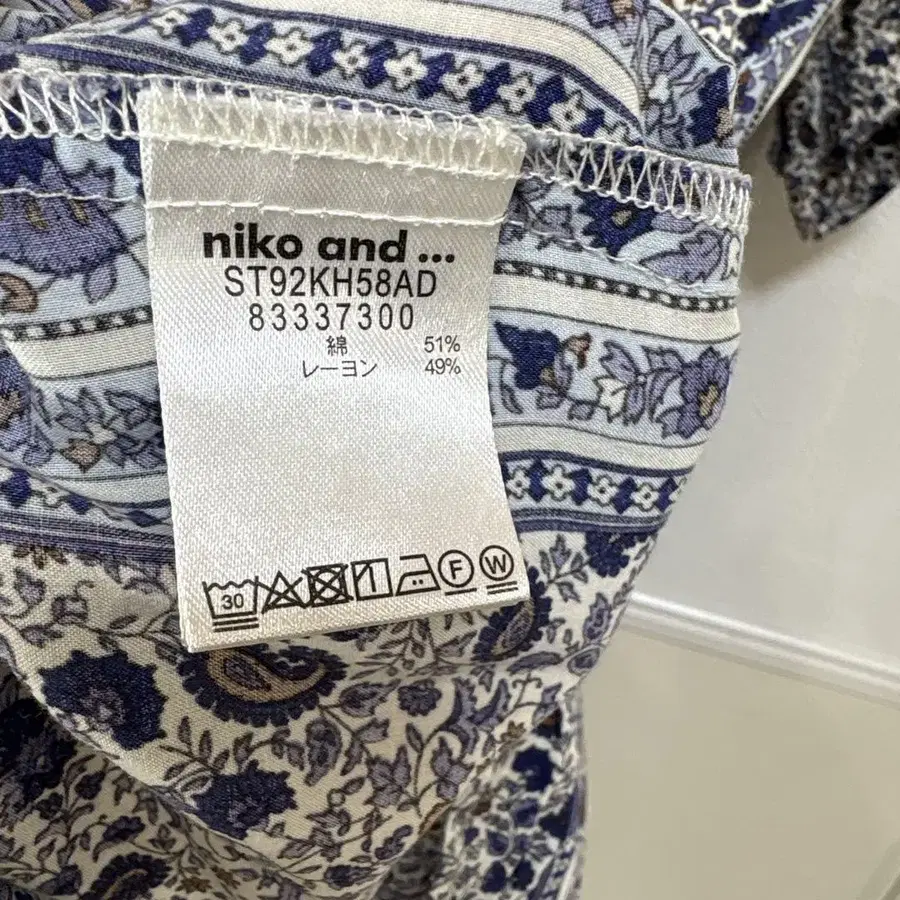 niko and ...
ST92KH58AD
83337300
綿 51%
レーヨン 49%
30 F W